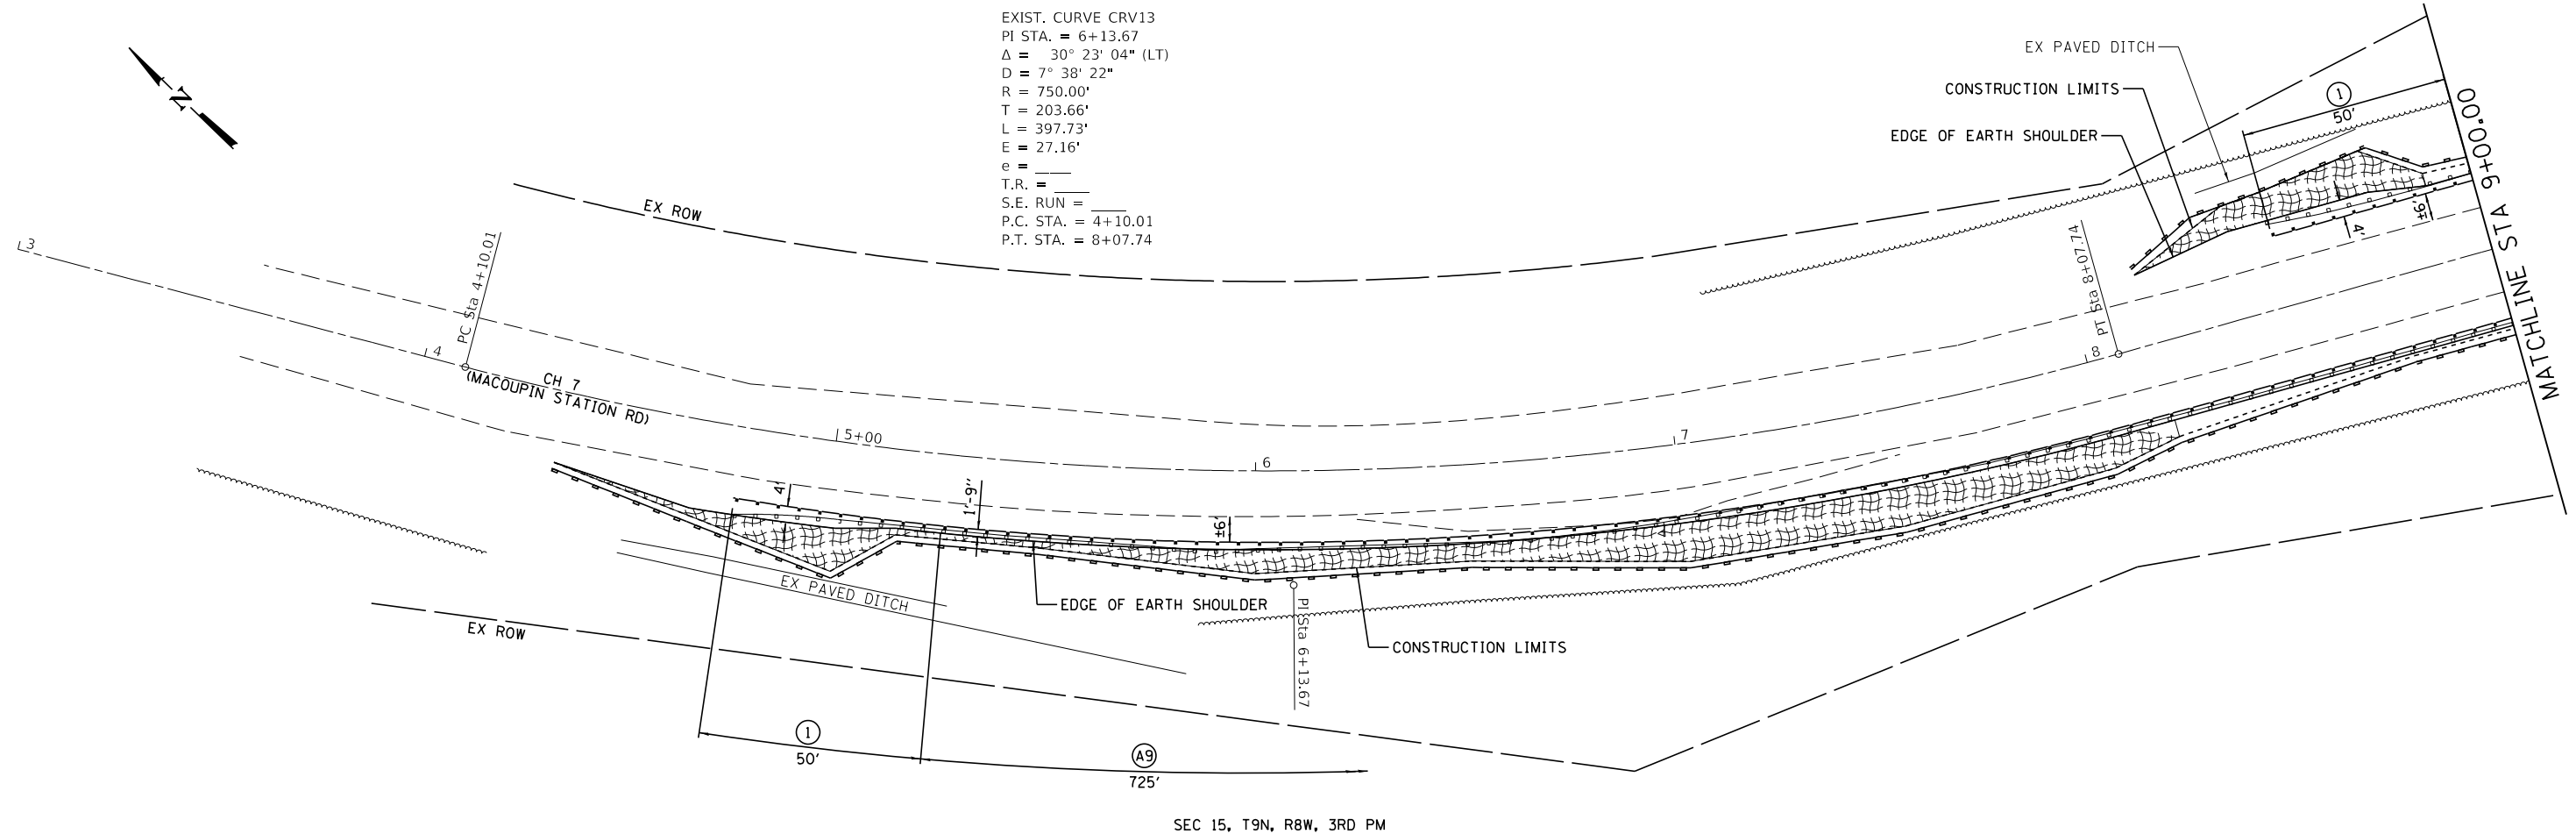 EXIST. CURVE CRV13
PI STA. = 6+13.67
Δ = 30° 23' 04" (LT)
D = 7° 38' 22"
R = 750.00'
T = 203.66'
L = 397.73'
E = 27.16'
e = ____
T.R. = ____
S.E. RUN = ____
P.C. STA. = 4+10.01
P.T. STA. = 8+07.74
N
EX ROW
EX PAVED DITCH
CONSTRUCTION LIMITS
EDGE OF EARTH SHOULDER
1
50'
±6'
4'
MATCHLINE STA 9+00.00
3
4
PC Sta 4+10.01
CH 7
(MACOUPIN STATION RD)
5+00
6
7
8
PT Sta 8+07.74
4'
1'-9"
±6'
EX PAVED DITCH
EDGE OF EARTH SHOULDER
PI Sta 6+13.67
CONSTRUCTION LIMITS
EX ROW
1
50'
A9
725'
SEC 15, T9N, R8W, 3RD PM